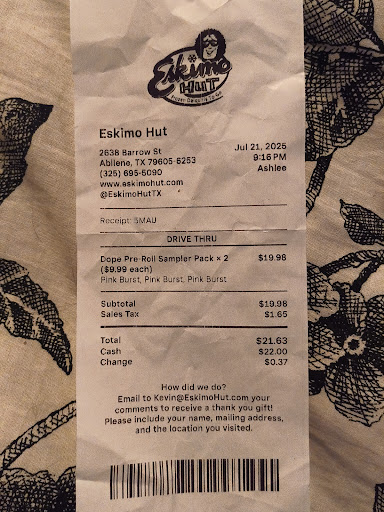 Eskimo
HUT
Eskimo Hut
2638 Barrow St
Abilene, TX 79605-6253
(325) 695-5090
www.eskimohut.com
@EskimoHutTX
Jul 21, 2025
9:16 PM
Ashlee
Receipt: 5MAU
DRIVE THRU
Dope Pre-Roll Sampler Pack × 2 $19.98
($9.99 each)
Pink Burst, Pink Burst, Pink Burst
Subtotal $19.98
Sales Tax $1.65
Total $21.63
Cash $22.00
Change $0.37
How did we do?
Email to Kevin@EskimoHut.com your
comments to receive a thank you gift!
Please include your name, mailing address,
and the location you visited.